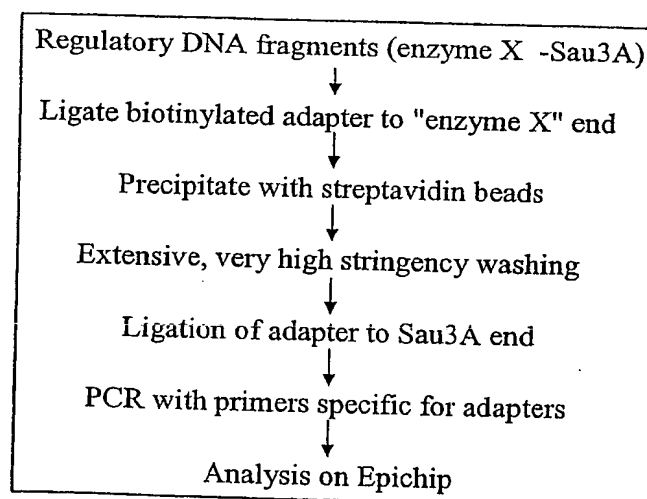 Regulatory DNA fragments (enzyme X -Sau3A)
Ligate biotinylated adapter to "enzyme X" end
Precipitate with streptavidin beads
Extensive, very high stringency washing
Ligation of adapter to Sau3A end
PCR with primers specific for adapters
Analysis on Epichip